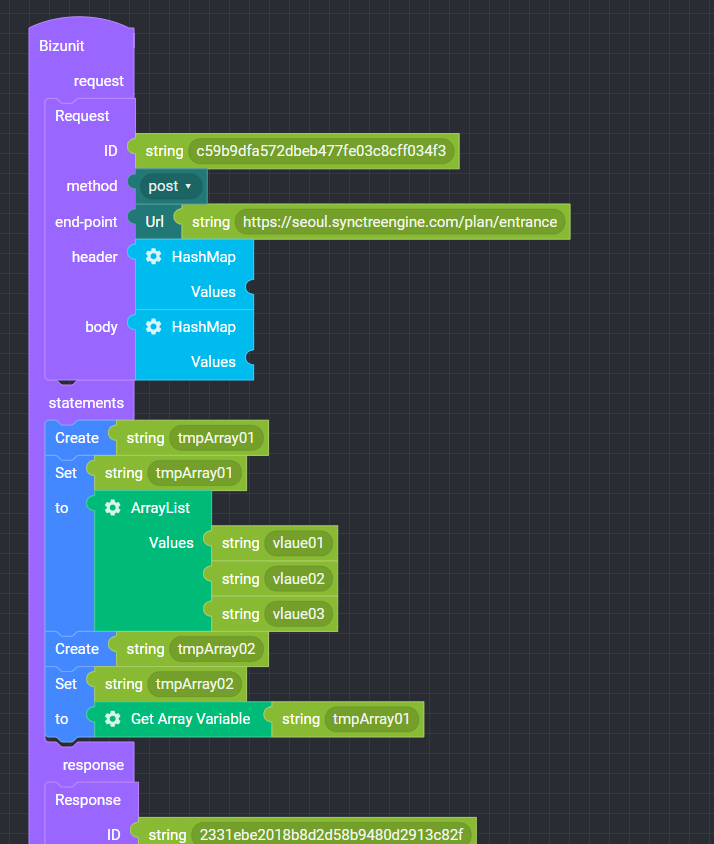 Bizunit
request
Request
ID string c59b9dfa572dbeb477fe03c8cff034f3
method post
end-point Url string https://seoul.synctreengine.com/plan/entrance
header HashMap
Values
body HashMap
Values
statements
Create string tmpArray01
Set string tmpArray01
to ArrayList
Values string vlaue01
string vlaue02
string vlaue03
Create string tmpArray02
Set string tmpArray02
to Get Array Variable string tmpArray01
response
Response
ID string 2331ebe2018b8d2d58b9480d2913c82f